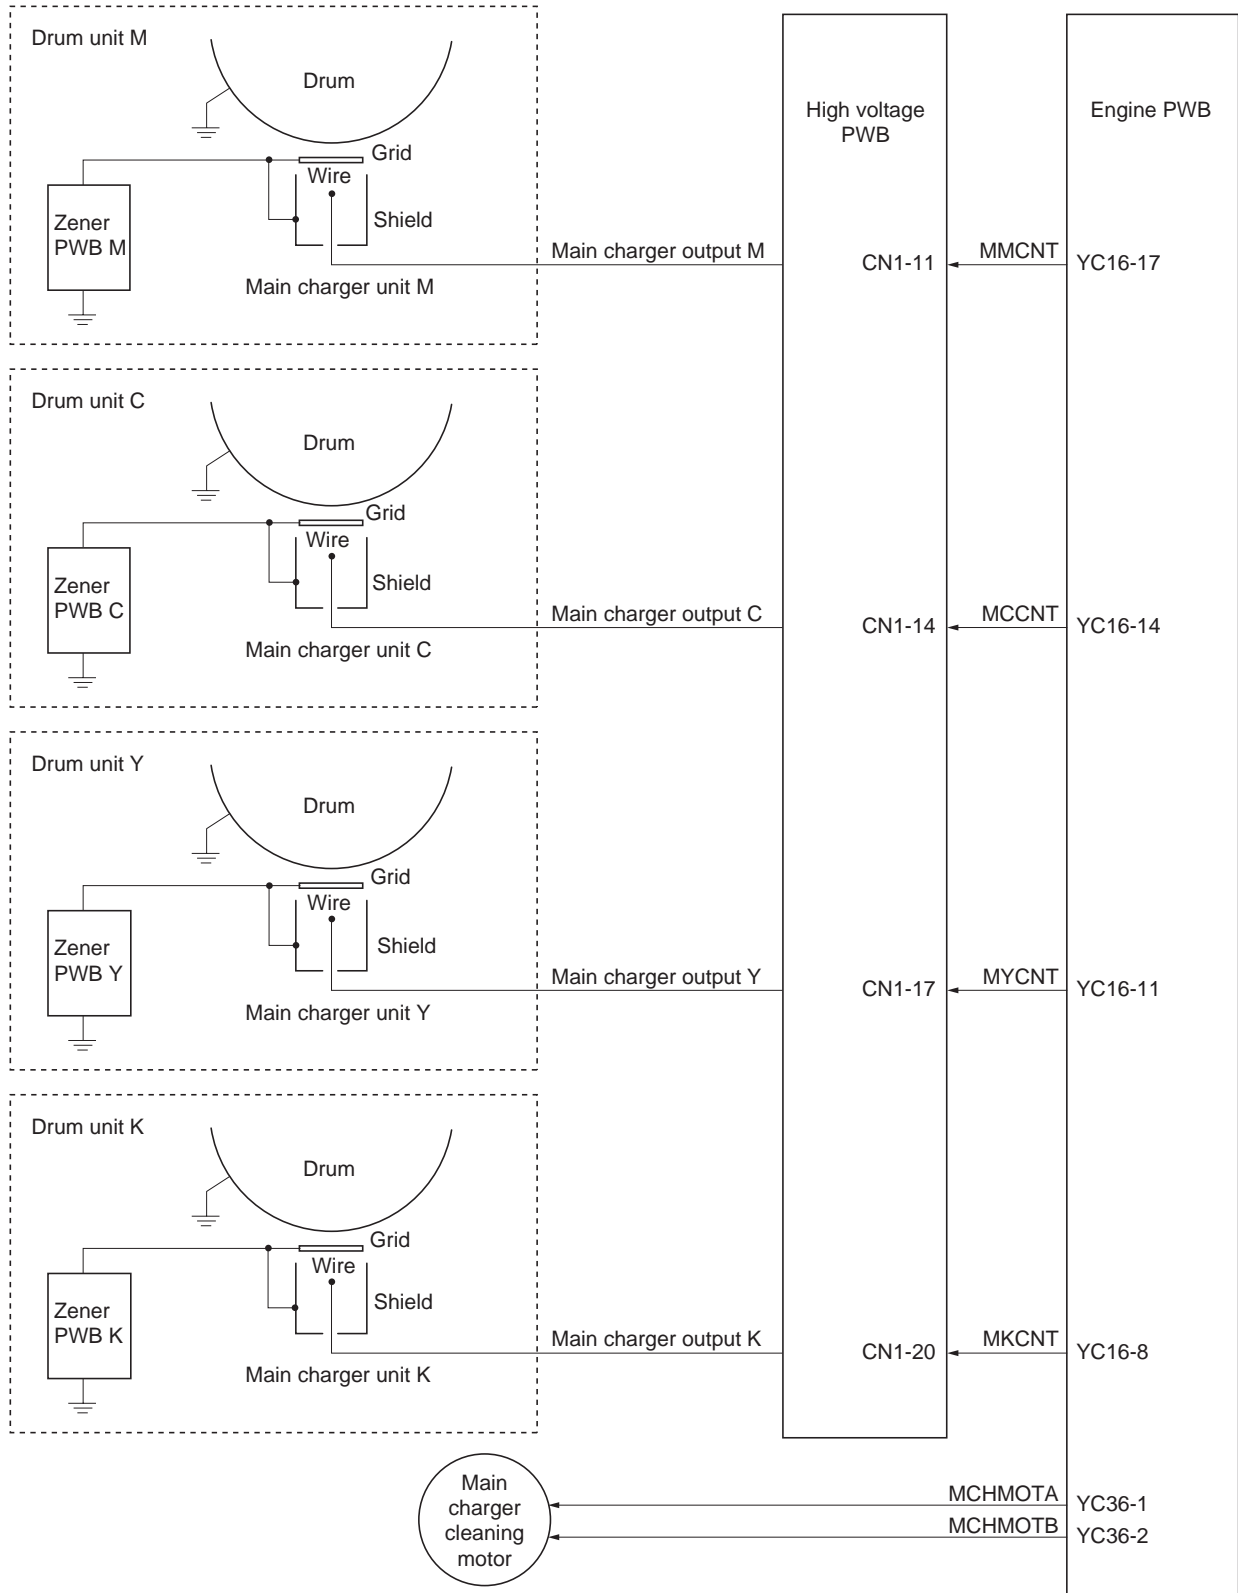 Drum unit M
Drum
High voltage
PWB
Engine PWB
Grid
Wire
Shield
Zener
PWB M
Main charger output M
CN1-11
MMCNT
YC16-17
Main charger unit M
Drum unit C
Drum
Grid
Wire
Shield
Zener
PWB C
Main charger output C
CN1-14
MCCNT
YC16-14
Main charger unit C
Drum unit Y
Drum
Grid
Wire
Shield
Zener
PWB Y
Main charger output Y
CN1-17
MYCNT
YC16-11
Main charger unit Y
Drum unit K
Drum
Grid
Wire
Shield
Zener
PWB K
Main charger output K
CN1-20
MKCNT
YC16-8
Main charger unit K
Main
charger
cleaning
motor
MCHMOTA
YC36-1
MCHMOTB
YC36-2